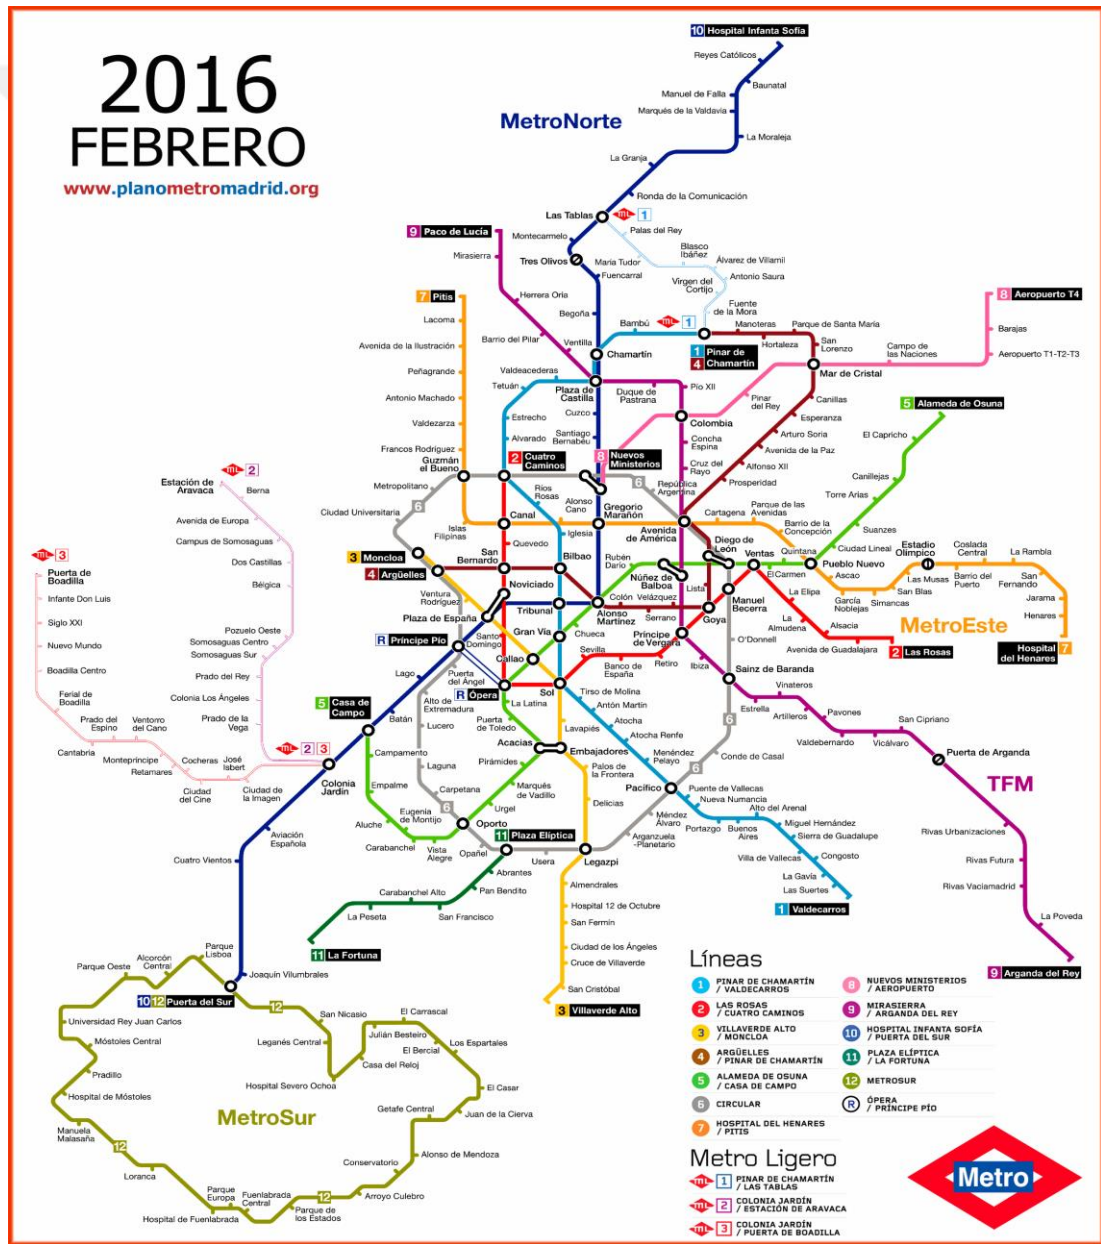 2016
FEBRERO
www.planometromadrid.org
MetroNorte
10 Hospital Infanta Sofía
Reyes Católicos
Baunatal
Manuel de Falla
Marqués de la Valdavia
La Moraleja
La Granja
Ronda de la Comunicación
Las Tablas
ml 1
Montecarmelo
Palas del Rey
Tres Olivos
María Tudor
Blasco
Ibáñez
Álvarez de Villamil
Antonio Saura
Virgen del
Cortijo
Fuente
de la Mora
Fuencarral
Begoña
Bambú
ml 1
Chamartín
1 Pinar de
4 Chamartín
Manoteras
Parque de Santa María
Hortaleza
San
Lorenzo
Mar de Cristal
Campo de
las Naciones
8 Aeropuerto T4
Barajas
Aeropuerto T1-T2-T3
9 Paco de Lucía
Mirasierra
Herrera Oria
Barrio del Pilar
Ventilla
7 Pitis
Lacoma
Avenida de la Ilustración
Peñagrande
Antonio Machado
Valdezarza
Francos Rodríguez
Guzmán
el Bueno
Valdeacederas
Tetuán
Estrecho
Alvarado
Plaza de
Castilla
Cuzco
Santiago
Bernabéu
Duque de
Pastrana
Pío XII
Colombia
Concha
Espina
Cruz del
Rayo
Pinar
del Rey
Canillas
Esperanza
Arturo Soria
Avenida de la Paz
Alfonso XII
Prosperidad
5 Alameda de Osuna
El Capricho
Canillejas
Torre Arias
Suanzes
Ciudad Lineal
2 Cuatro
Caminos
8 Nuevos
Ministerios
6
República
Argentina
Metropolitano
6
Ciudad Universitaria
Islas
Filipinas
Canal
Ríos
Rosas
Alonso
Cano
Gregorio
Marañón
Avenida
de América
Cartagena
Parque de las
Avenidas
Barrio de la
Concepción
Quintana
Pueblo Nuevo
Ascao
García
Noblejas
Simancas
San Blas
Las Musas
Estadio
Olímpico
Coslada
Central
Barrio del
Puerto
La Rambla
San
Fernando
Jarama
Henares
Hospital
del Henares 7
MetroEste
3 Moncloa
4 Argüelles
San
Bernardo
Quevedo
Iglesia
Bilbao
Rubén
Darío
Núñez de
Balboa
Diego de
León
Ventas
El Carmen
Manuel
Becerra
Lista
Goya
La Elipa
La
Almudena
Alsacia
Avenida de Guadalajara
2 Las Rosas
Ventura
Rodríguez
Noviciado
Tribunal
Alonso
Martínez
Colón
Velázquez
Serrano
Príncipe
de Vergara
O'Donnell
Plaza de España
R Príncipe Pío
Santo
Domingo
Gran Vía
Chueca
Callao
Sevilla
Banco de
España
Retiro
Ibiza
Sainz de Baranda
Puerta
del Ángel
R Ópera
Sol
Lago
Batán
Alto de
Extremadura
Lucero
Laguna
Carpetana
6
La Latina
Puerta
de Toledo
Acacias
Embajadores
Lavapiés
Tirso de Molina
Antón Martín
Atocha
Atocha Renfe
Menéndez
Pelayo
Pacífico
Conde de Casal
6
6
Estrella
Vinateros
Artilleros
Pavones
Valdebernardo
Vicálvaro
San Cipriano
Puerta de Arganda
TFM
Rivas Urbanizaciones
Rivas Futura
Rivas Vaciamadrid
La Poveda
9 Arganda del Rey
Puente de Vallecas
Nueva Numancia
Portazgo
Buenos
Aires
Alto del Arenal
Miguel Hernández
Sierra de Guadalupe
Villa de Vallecas
Congosto
La Gavía
Las Suertes
1 Valdecarros
Pirámides
Marqués
de Vadillo
Urgel
Oporto
Palos de
la Frontera
Delicias
Méndez
Álvaro
Arganzuela
-Planetario
Legazpi
Usera
11 Plaza Elíptica
Opañel
Abrantes
Pan Bendito
San Francisco
Carabanchel Alto
La Peseta
11 La Fortuna
Almendrales
Hospital 12 de Octubre
San Fermín
Ciudad de los Ángeles
Cruce de Villaverde
San Cristóbal
3 Villaverde Alto
5 Casa de
Campo
Campamento
Empalme
Aluche
Eugenia
de Montijo
Carabanchel
Vista
Alegre
Colonia
Jardín
ml 2 3
ml 2
Estación de
Aravaca
Berna
Avenida de Europa
Campus de Somosaguas
Dos Castillas
Bélgica
Pozuelo Oeste
Somosaguas Centro
Somosaguas Sur
Prado del Rey
Colonia Los Ángeles
Prado de la
Vega
ml 3
Puerta de
Boadilla
Infante Don Luis
Siglo XXI
Nuevo Mundo
Boadilla Centro
Ferial de
Boadilla
Cantabria
Prado del
Espino
Montepríncipe
Ventorro
del Cano
Retamares
Cocheras
Ciudad
del Cine
José
Isbert
Ciudad de
la Imagen
Aviación
Española
Cuatro Vientos
Joaquín Vilumbrales
10 12 Puerta del Sur
Parque
Lisboa
Alcorcón
Central
Parque Oeste
Universidad Rey Juan Carlos
Móstoles Central
Pradillo
Hospital de Móstoles
Manuela
Malasaña
12
Loranca
Hospital de Fuenlabrada
Parque
Europa
Fuenlabrada
Central
Parque de
los Estados
12
Arroyo Culebro
Conservatorio
Alonso de Mendoza
Getafe Central
Juan de la Cierva
El Casar
Los Espartales
El Bercial
El Carrascal
Julián Besteiro
Casa del Reloj
Hospital Severo Ochoa
Leganés Central
San Nicasio
12
MetroSur
Líneas
1 PINAR DE CHAMARTÍN
/ VALDECARROS
2 LAS ROSAS
/ CUATRO CAMINOS
3 VILLAVERDE ALTO
/ MONCLOA
4 ARGÜELLES
/ PINAR DE CHAMARTÍN
5 ALAMEDA DE OSUNA
/ CASA DE CAMPO
6 CIRCULAR
7 HOSPITAL DEL HENARES
/ PITIS
8 NUEVOS MINISTERIOS
/ AEROPUERTO
9 MIRASIERRA
/ ARGANDA DEL REY
10 HOSPITAL INFANTA SOFÍA
/ PUERTA DEL SUR
11 PLAZA ELÍPTICA
/ LA FORTUNA
12 METROSUR
R ÓPERA
/ PRÍNCIPE PÍO
Metro Ligero
ml 1 PINAR DE CHAMARTÍN
/ LAS TABLAS
ml 2 COLONIA JARDÍN
/ ESTACIÓN DE ARAVACA
ml 3 COLONIA JARDÍN
/ PUERTA DE BOADILLA
Metro